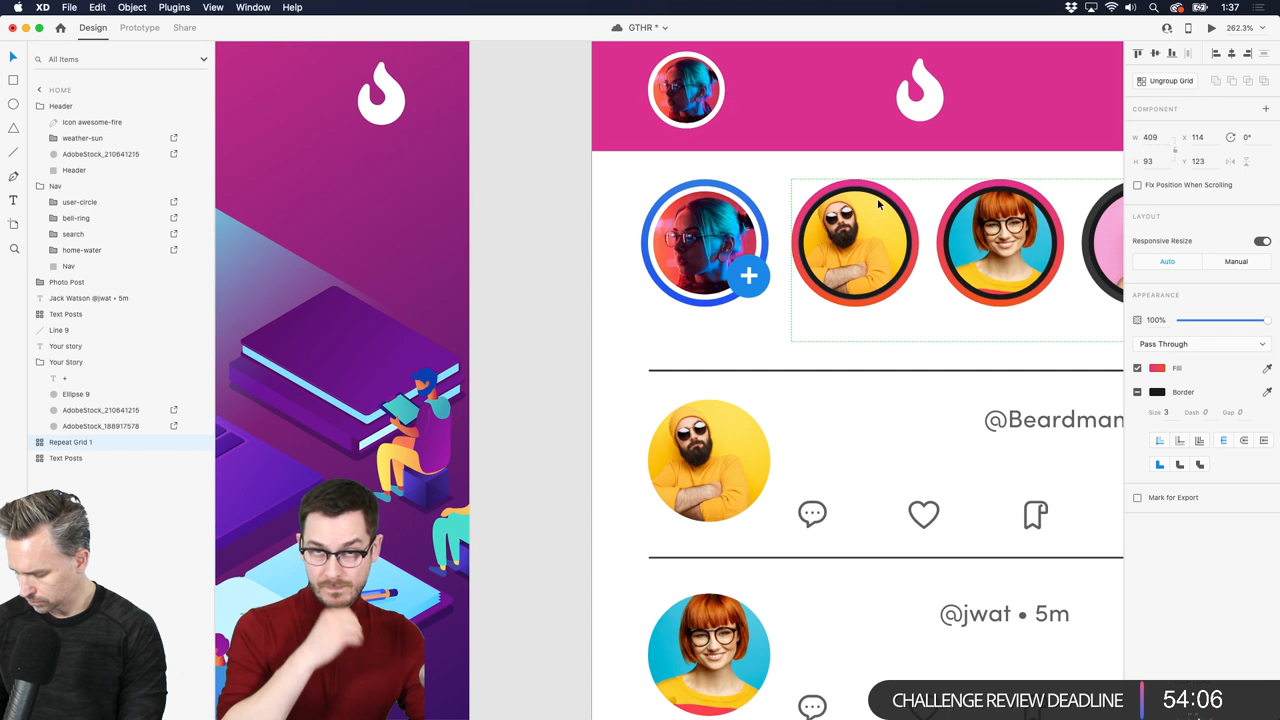 XD File Edit Object Plugins Window Help
1:37
Design Prototype Share
GTHR *
262.3%
All Items
HOME
Header
Icon awesome-fire
weather-sun
AdobeStock_210641215
Header
Nav
user-circle
bell-ring
search
home-water
Nav
Photo Post
Jack Watson @jwat • 5m
Text Posts
Line 9
Your story
Text Posts
Your Story
+
Ellipse 9
AdobeStock_210641215
AdobeStock_188917578
Repeat Grid 1
Text Posts
+
@Beardman
@jwat • 5m
Ungroup Grid
COMPONENT
W 409 X 114 0°
H 93 Y 123
Fix Position When Scrolling
LAYOUT
Responsive Resize
Auto Manual
APPEARANCE
100%
Pass Through
Fill
Border
Size 3 Dash 0 Gap 0
Mark for Export
CHALLENGE REVIEW DEADLINE 54:06